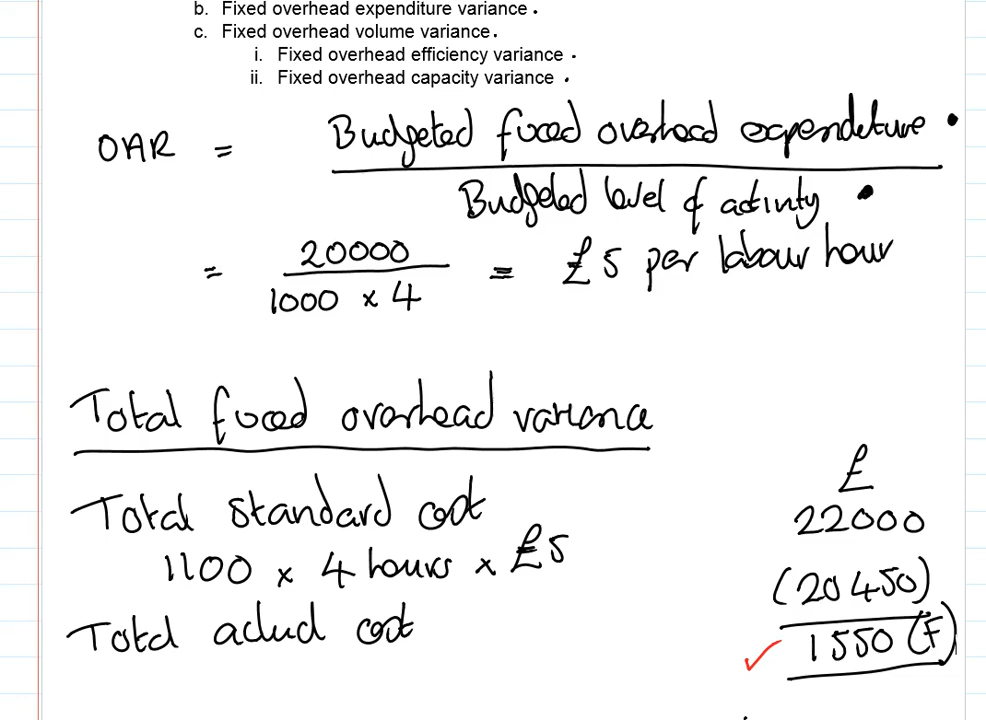 b. Fixed overhead expenditure variance.
c. Fixed overhead volume variance.
i. Fixed overhead efficiency variance.
ii. Fixed overhead capacity variance.
OAR = Budgeted fixed overhead expenditure
Budgeted level of activity
= 20000 / 1000 x 4 = £5 per labour hour
Total fixed overhead variance
£
Total standard cost 22000
1100 x 4 hours x £5
Total actual cost (20450)
1550 (F)